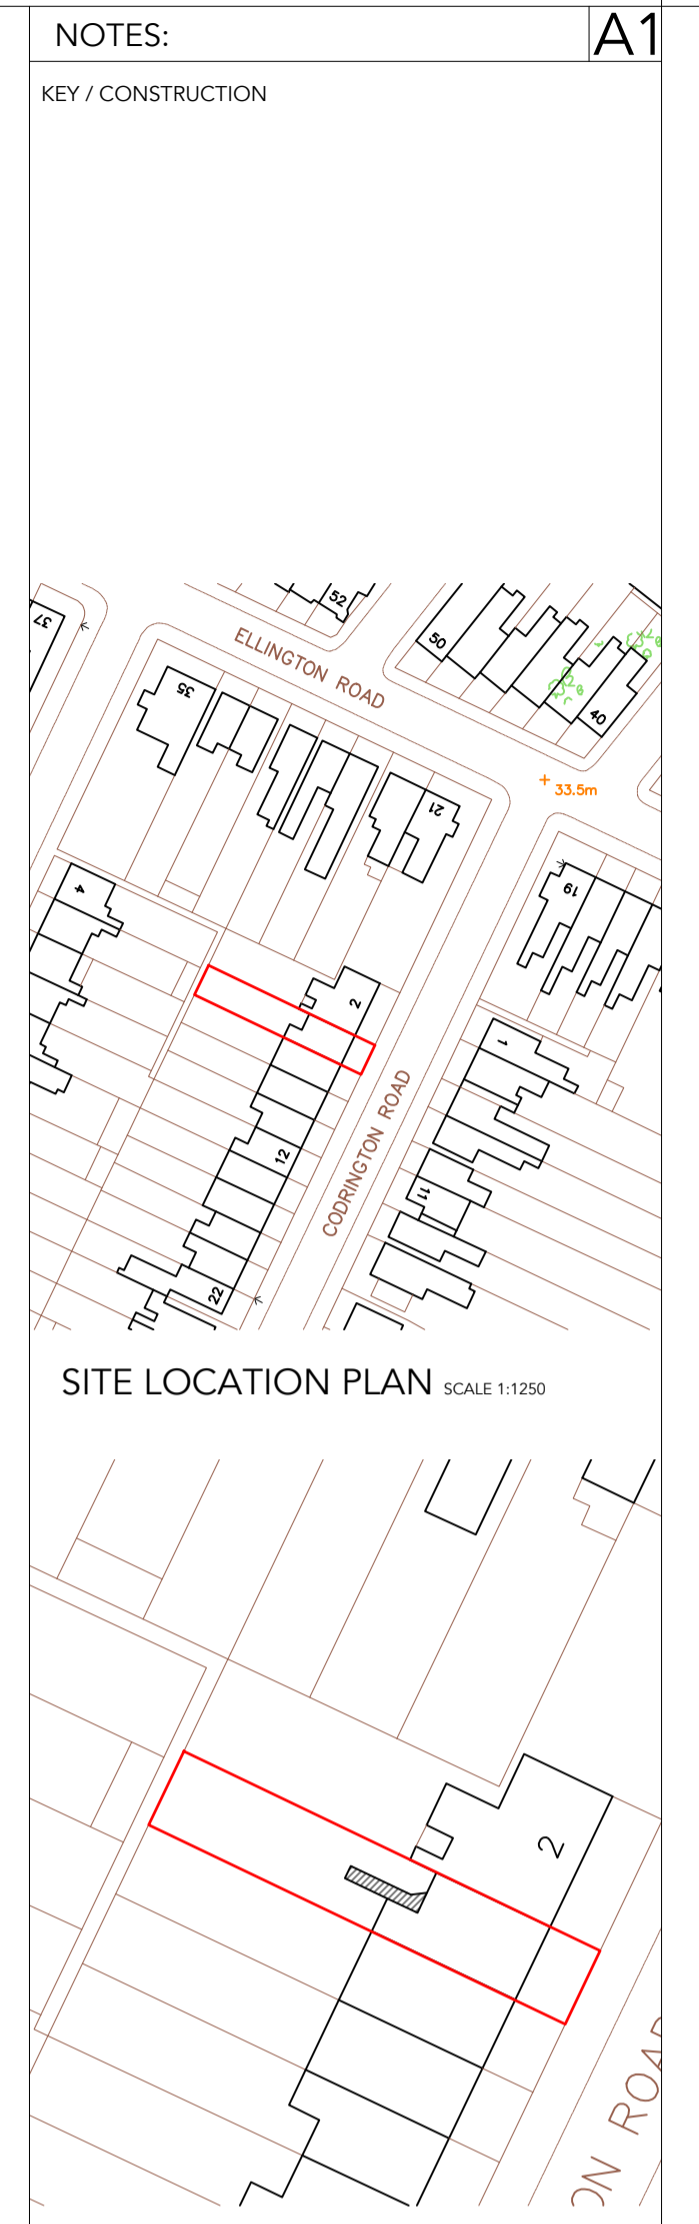 NOTES:
A1
KEY / CONSTRUCTION
37
52
50
ELLINGTON ROAD
35
40
33.5m
21
19
4
2
1
CODRINGTON ROAD
12
11
22
SITE LOCATION PLAN SCALE 1:1250
2
ON ROAD